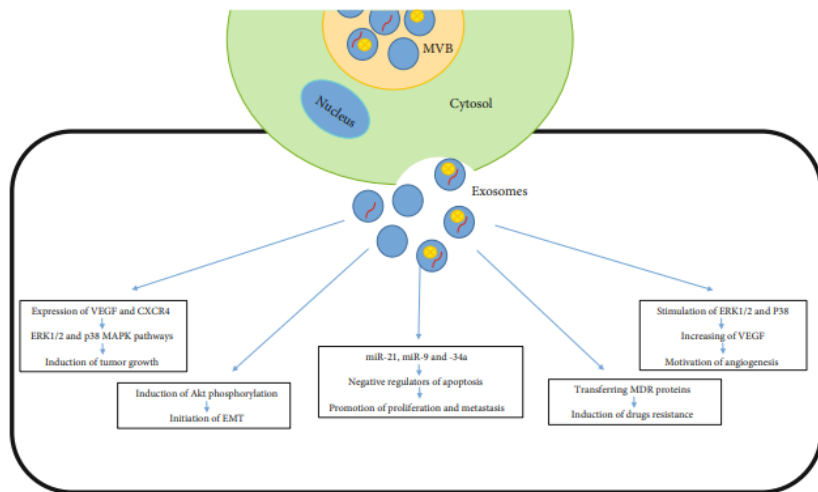 MVB
Cytosol
Nucleus
Exosomes
Expression of VEGF and CXCR4
ERK1/2 and p38 MAPK pathways
Induction of tumor growth
Induction of Akt phosphorylation
Initiation of EMT
miR-21, miR-9 and -34a
Negative regulators of apoptosis
Promotion of proliferation and metastasis
Transferring MDR proteins
Induction of drugs resistance
Stimulation of ERK1/2 and P38
Increasing of VEGF
Motivation of angiogenesis